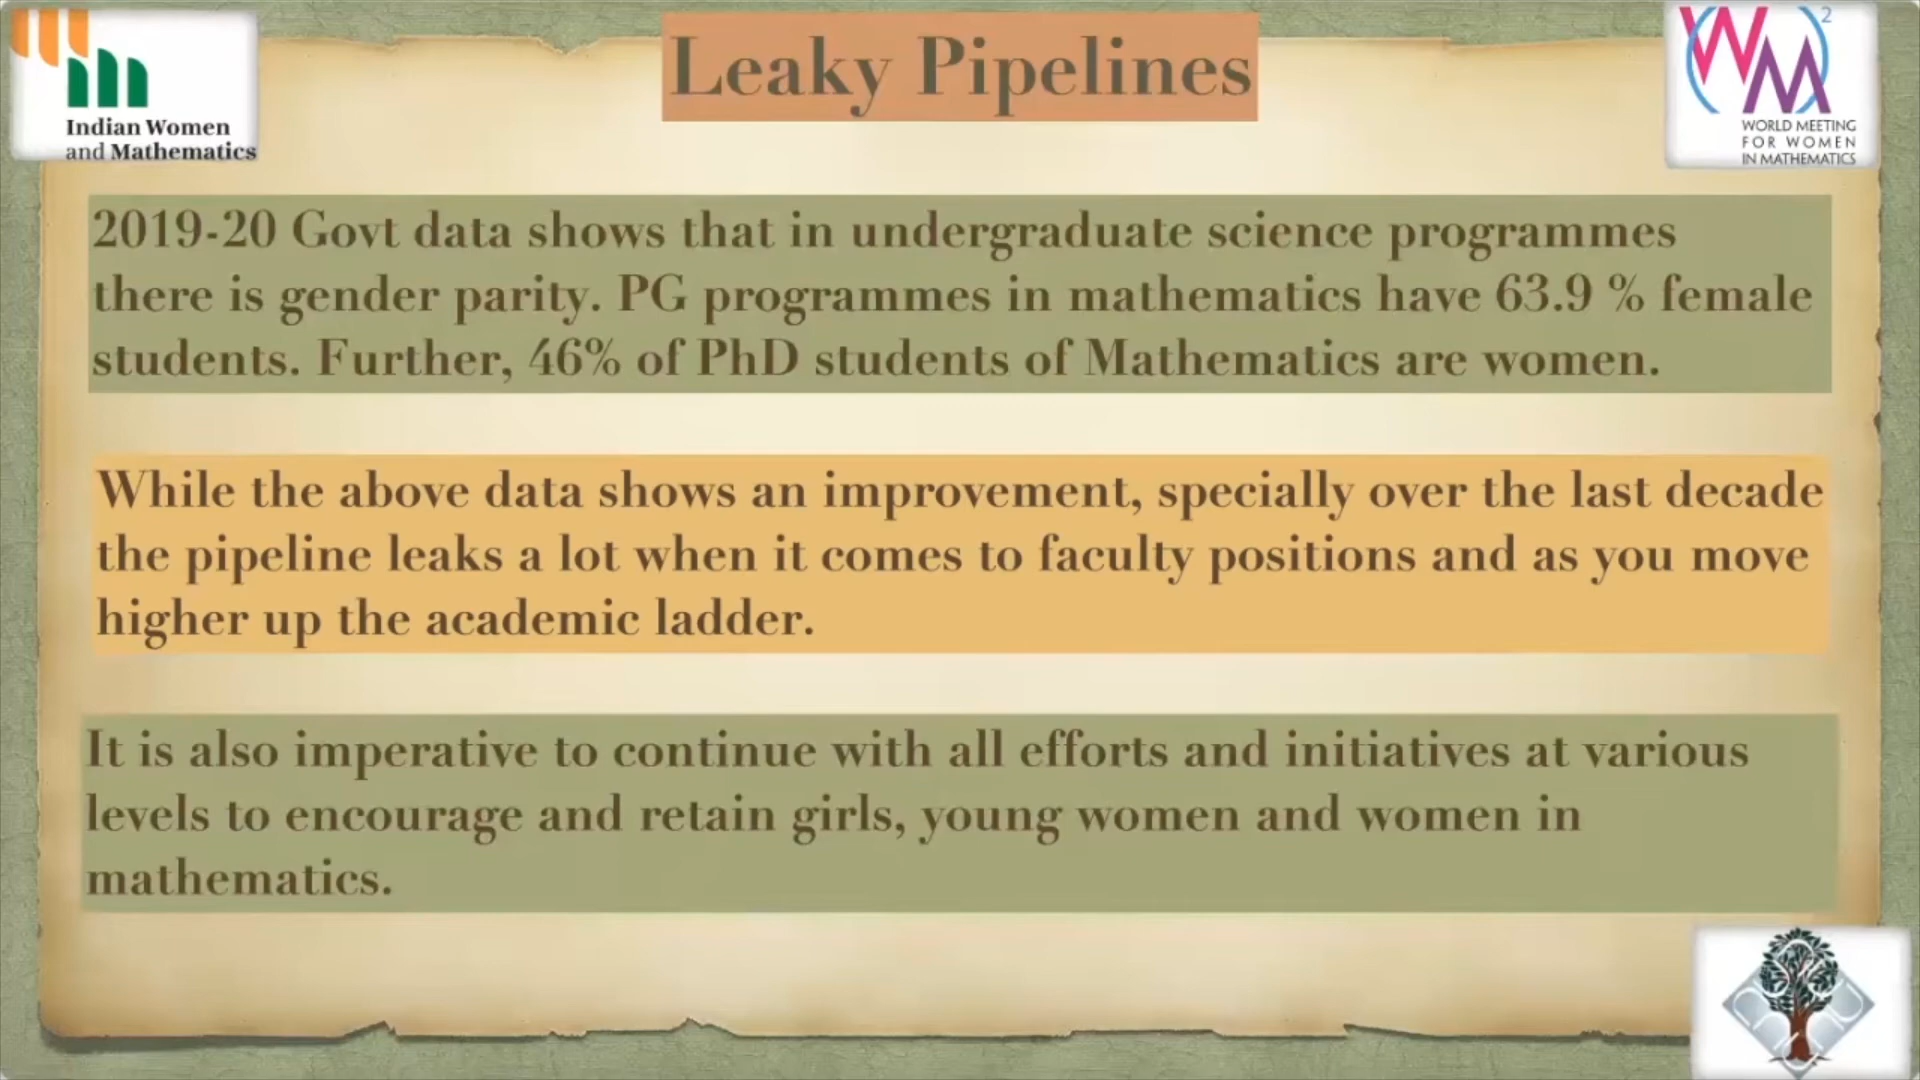 Indian Women
and Mathematics
Leaky Pipelines
(WM)2
WORLD MEETING
FOR WOMEN
IN MATHEMATICS
2019-20 Govt data shows that in undergraduate science programmes
there is gender parity. PG programmes in mathematics have 63.9 % female
students. Further, 46% of PhD students of Mathematics are women.
While the above data shows an improvement, specially over the last decade
the pipeline leaks a lot when it comes to faculty positions and as you move
higher up the academic ladder.
It is also imperative to continue with all efforts and initiatives at various
levels to encourage and retain girls, young women and women in
mathematics.